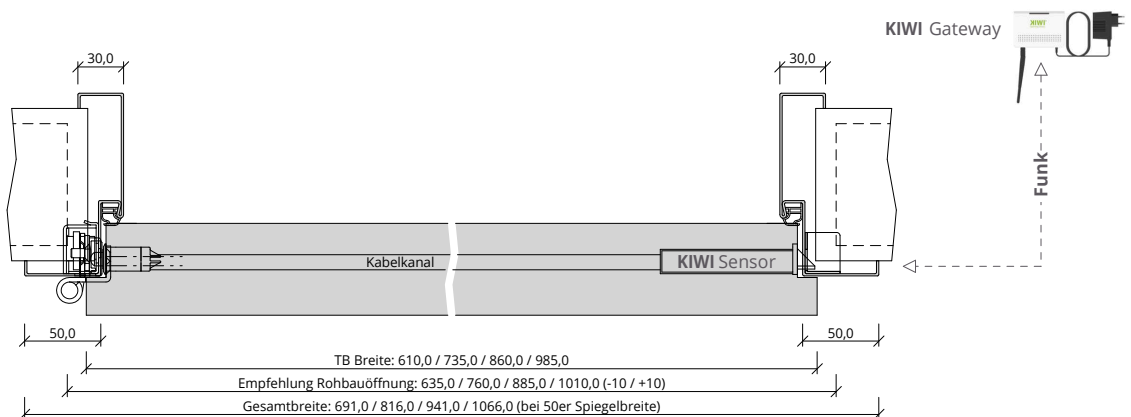 KIWI Gateway
KIWI
30,0
30,0
Funk
Kabelkanal
KIWI Sensor
50,0
50,0
TB Breite: 610,0 / 735,0 / 860,0 / 985,0
Empfehlung Rohbauöffnung: 635,0 / 760,0 / 885,0 / 1010,0 (-10 / +10)
Gesamtbreite: 691,0 / 816,0 / 941,0 / 1066,0 (bei 50er Spiegelbreite)